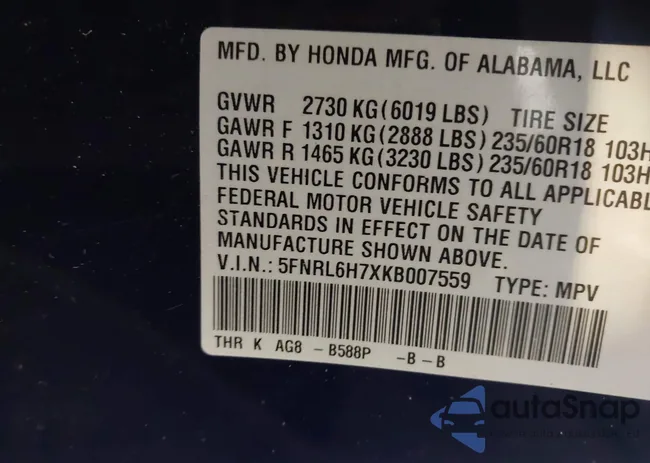 MFD. BY HONDA MFG. OF ALABAMA, LLC
GVWR 2730 KG(6019 LBS) TIRE SIZE
GAWR F 1310 KG(2888 LBS) 235/60R18 103H
GAWR R 1465 KG(3230 LBS) 235/60R18 103H
THIS VEHICLE CONFORMS TO ALL APPLICABL
FEDERAL MOTOR VEHICLE SAFETY
STANDARDS IN EFFECT ON THE DATE OF
MANUFACTURE SHOWN ABOVE.
V.I.N.: 5FNRL6H7XKB007559 TYPE: MPV
THR K AG8 - B588P -B-B
autoSnap